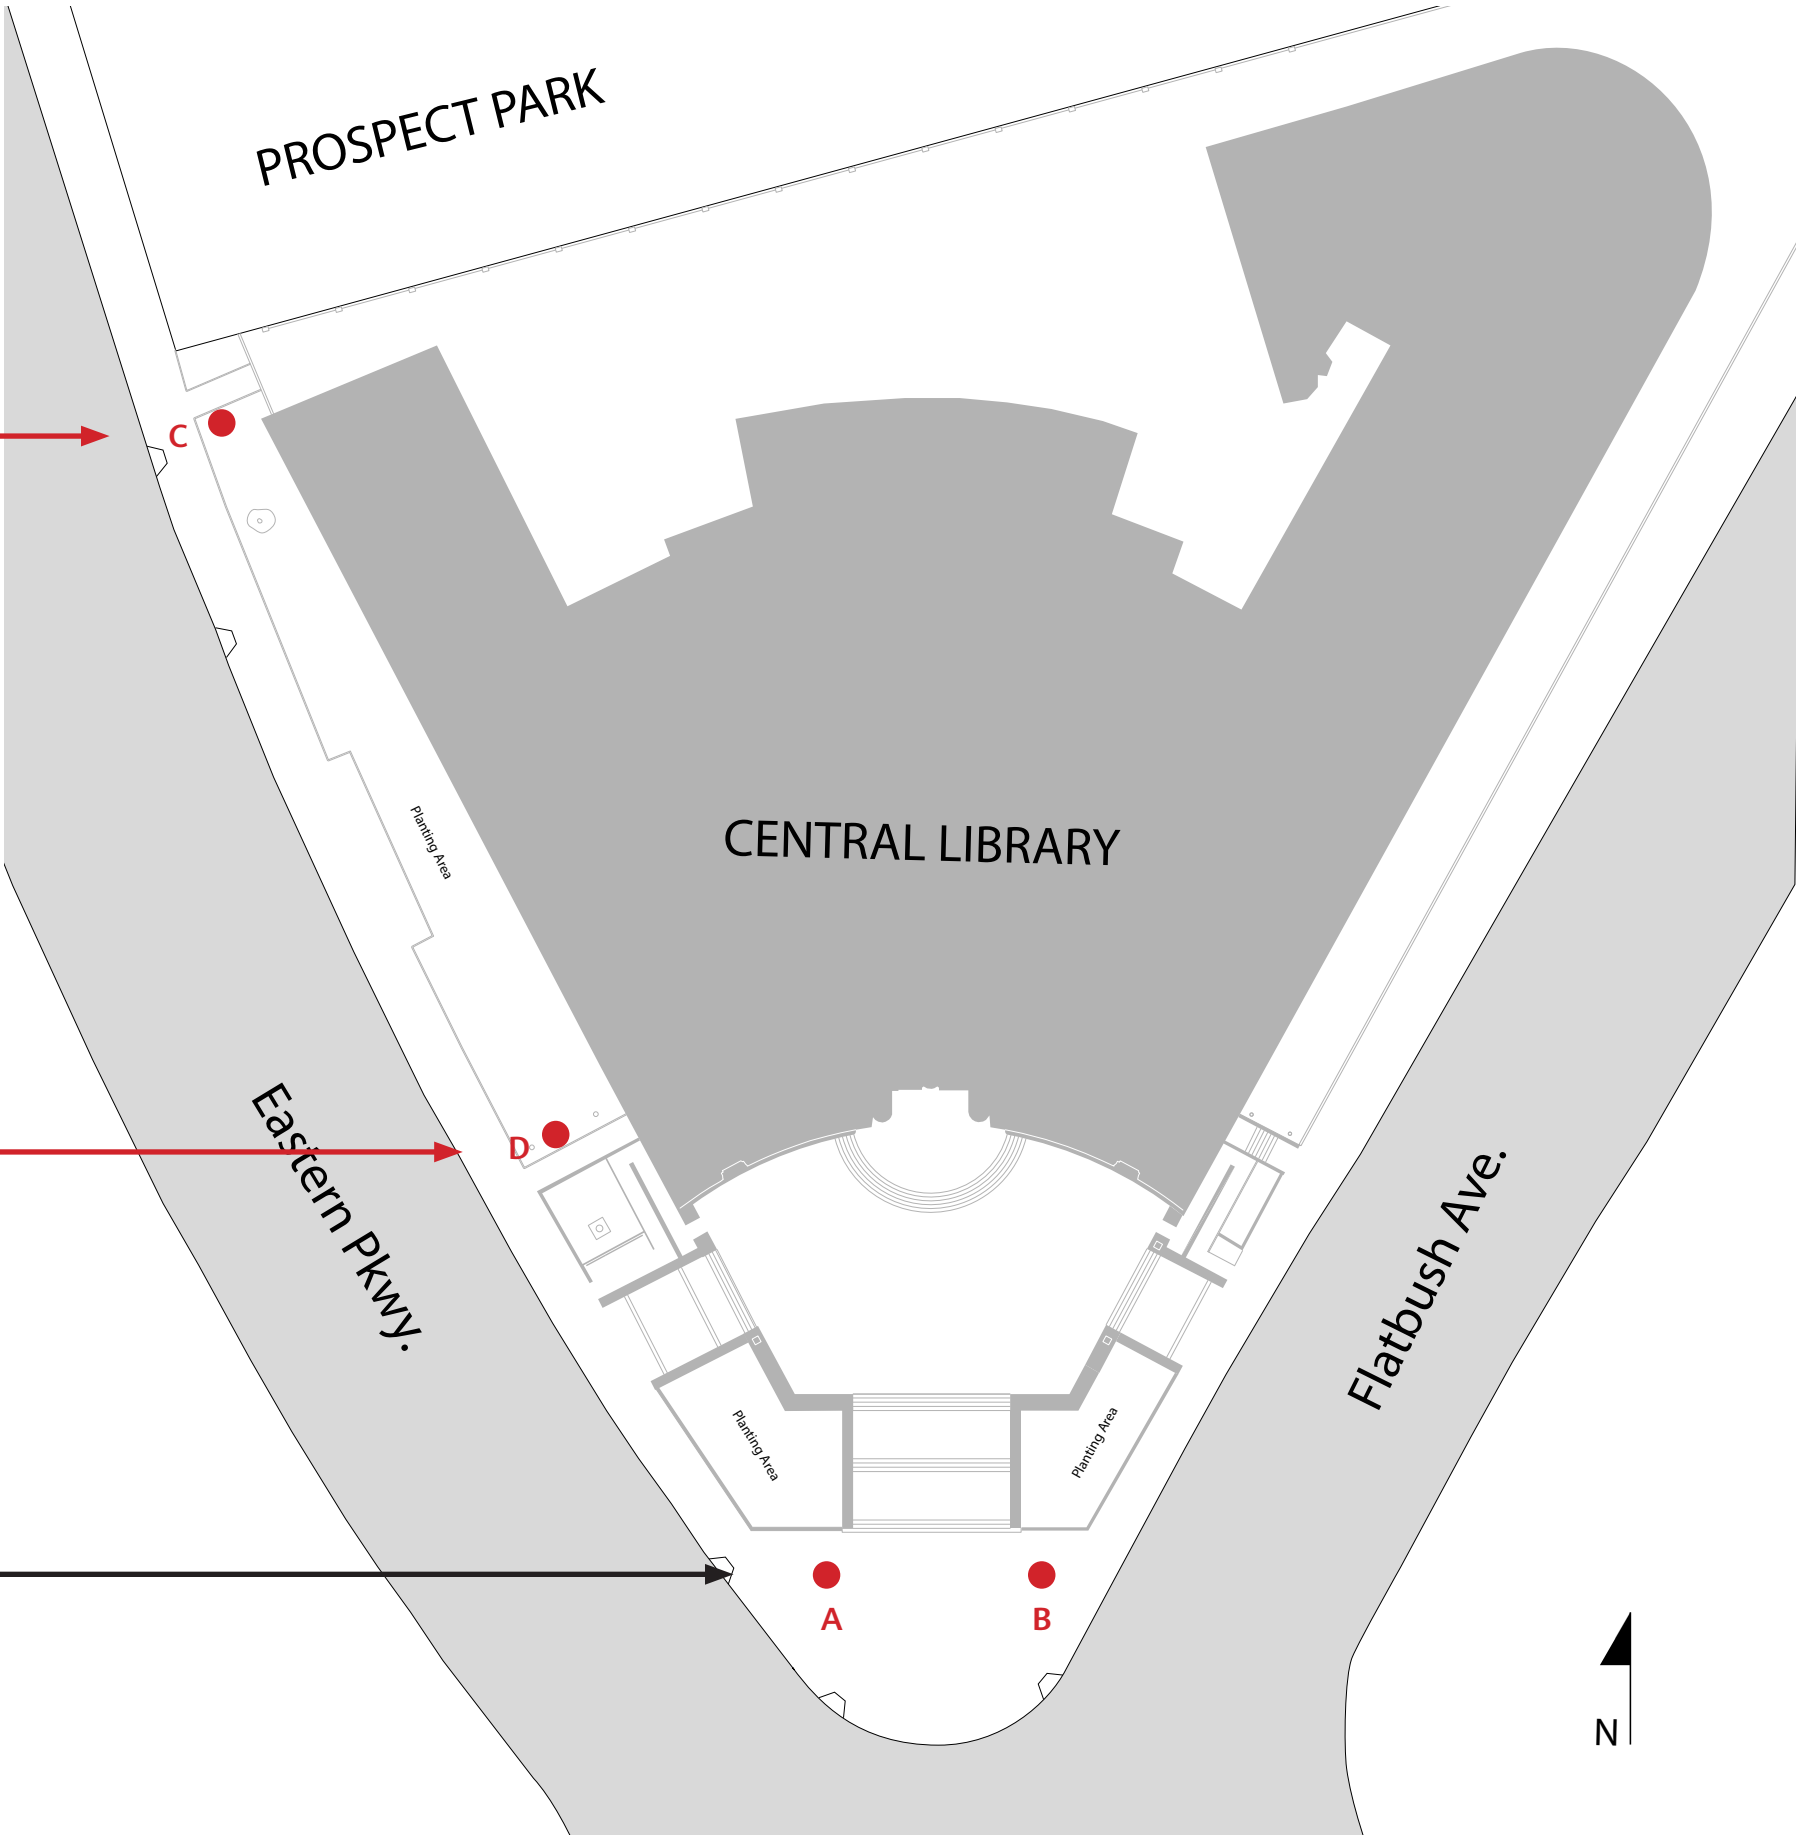 PROSPECT PARK
C
Planting Area
CENTRAL LIBRARY
D
Eastern Pkwy.
Flatbush Ave.
Planting Area
Planting Area
A
B
N